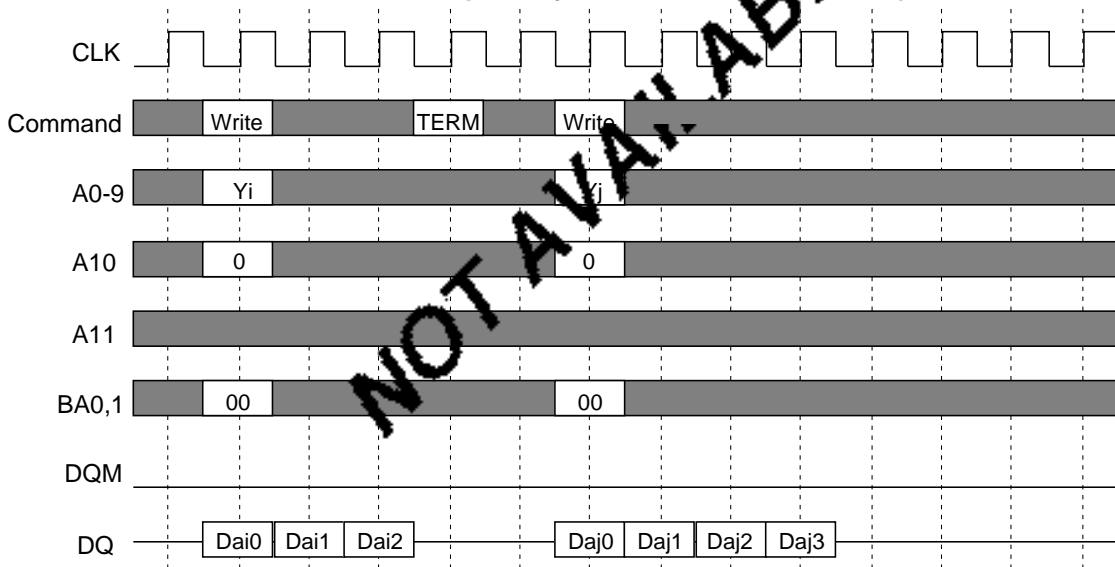 CLK
Command Write TERM Write
A0-9 Yi Yj
A10 0 0
A11
BA0,1 00 00
DQM
DQ Dai0 Dai1 Dai2 Daj0 Daj1 Daj2 Daj3
NOT AVAILAB